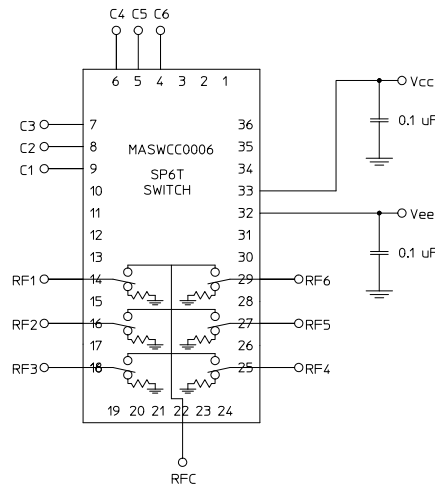 C4 C5 C6
6 5 4 3 2 1
Vcc
C3 7 36 0.1 uF
C2 8 MASWCC0006 35
C1 9 SP6T 34
10 SWITCH 33
11 32 Vee
12 31
13 30 0.1 uF
RF1 14 29 RF6
15 28
RF2 16 27 RF5
17 26
RF3 18 25 RF4
19 20 21 22 23 24
RFC